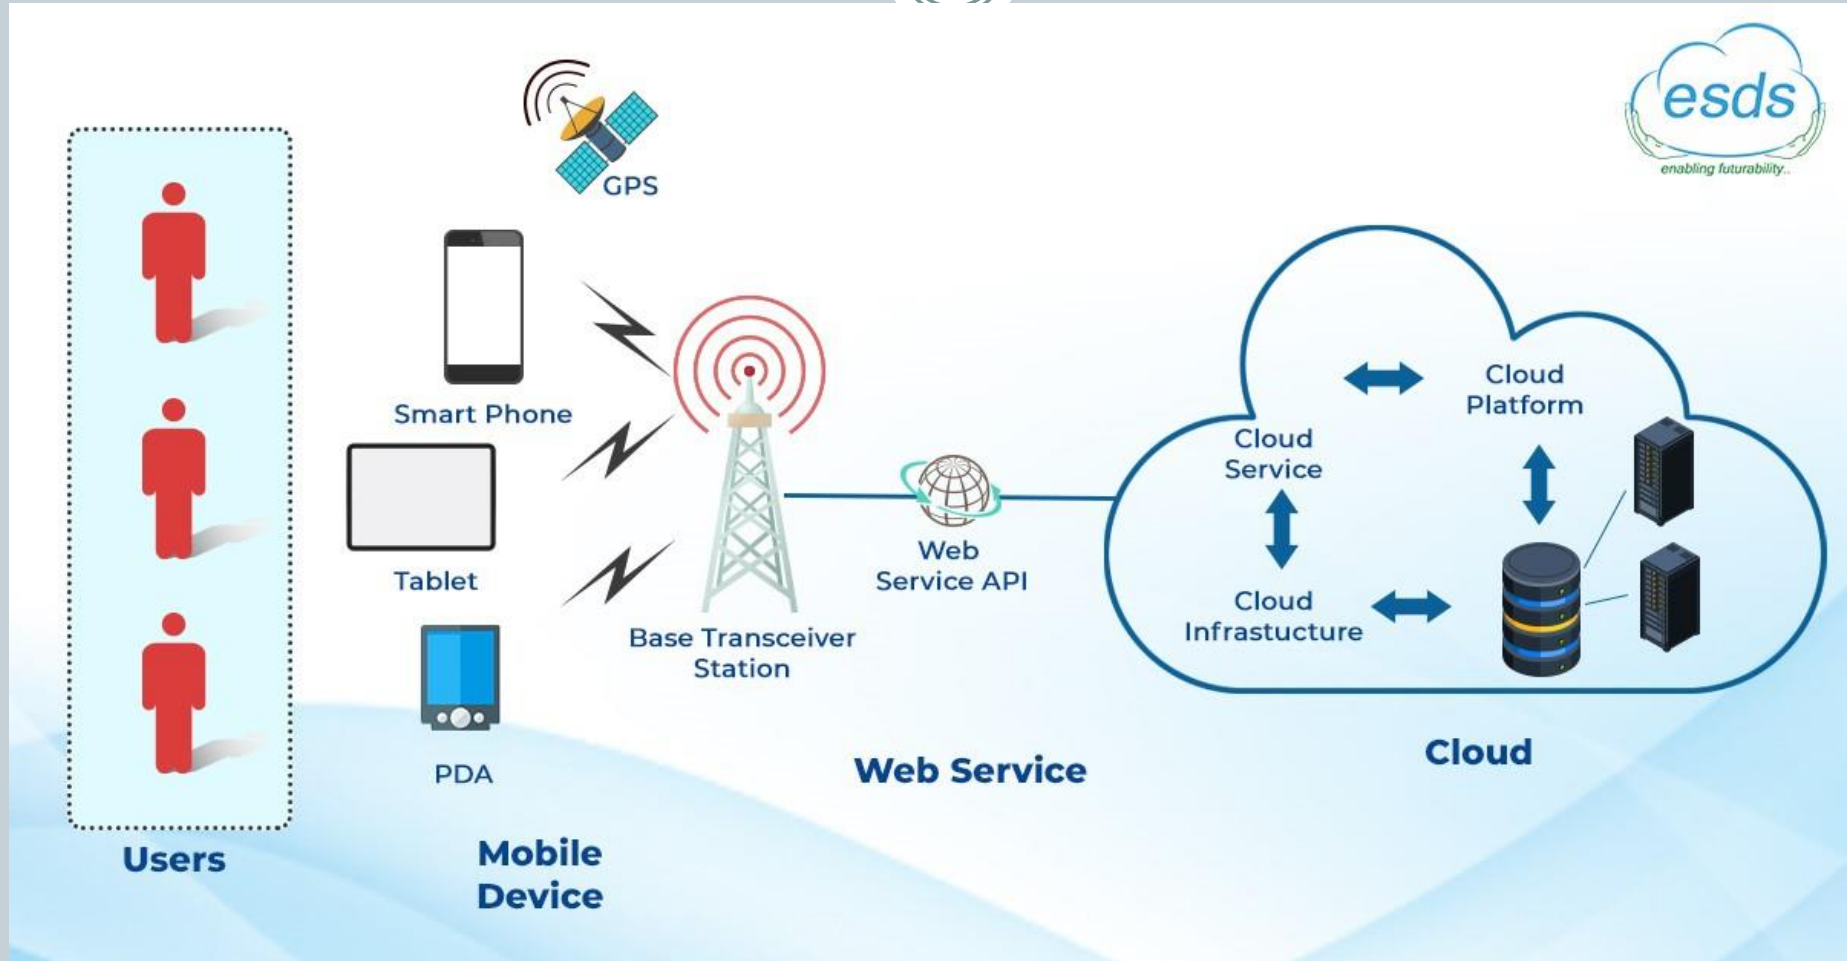 esds
enabling futurability..
GPS
Smart Phone
Tablet
PDA
Base Transceiver
Station
Web
Service API
Cloud
Service
Cloud
Platform
Cloud
Infrastucture
Users
Mobile
Device
Web Service
Cloud